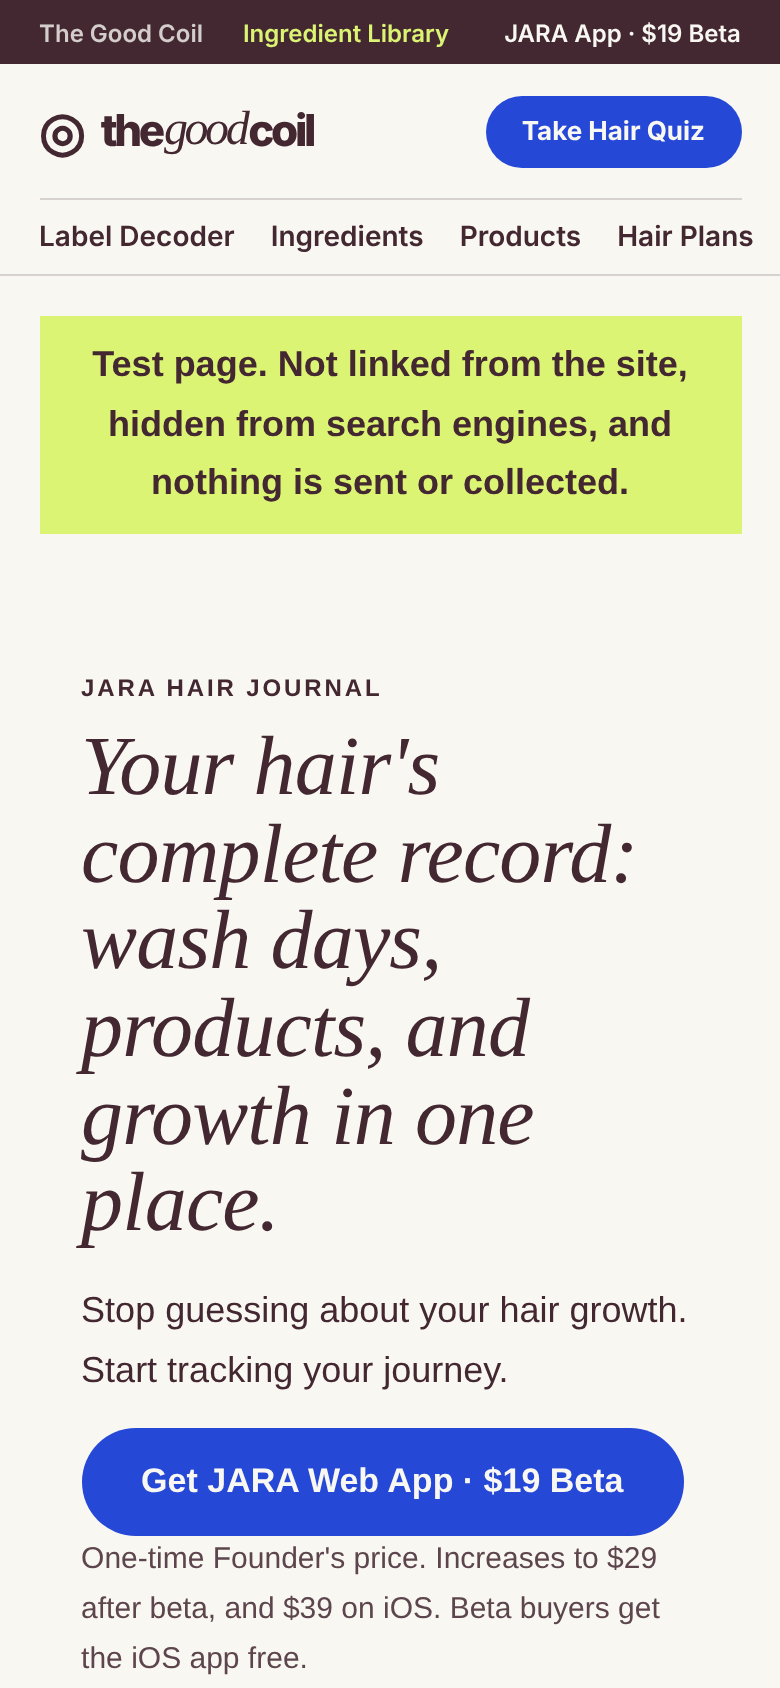 The Good Coil Ingredient Library JARA App · $19 Beta
thegoodcoil Take Hair Quiz
Label Decoder Ingredients Products Hair Plans
Test page. Not linked from the site,
hidden from search engines, and
nothing is sent or collected.
JARA HAIR JOURNAL
Your hair's
complete record:
wash days,
products, and
growth in one
place.
Stop guessing about your hair growth.
Start tracking your journey.
Get JARA Web App · $19 Beta
One-time Founder's price. Increases to $29
after beta, and $39 on iOS. Beta buyers get
the iOS app free.